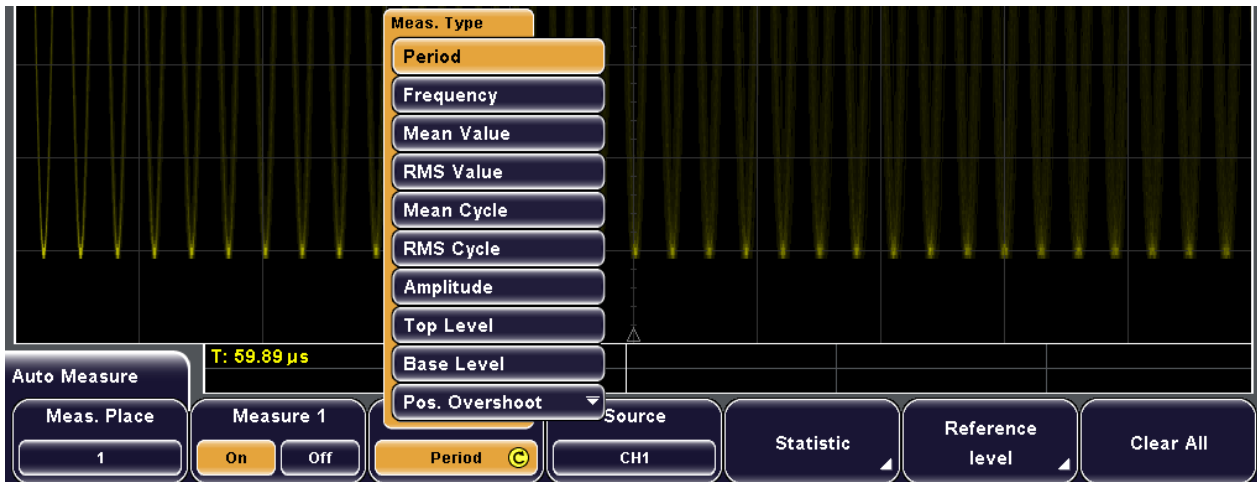 Meas. Type
Period
Frequency
Mean Value
RMS Value
Mean Cycle
RMS Cycle
Amplitude
Top Level
Base Level
Pos. Overshoot
T: 59.89 µs
Auto Measure
Meas. Place
1
Measure 1
On Off
Period
Source
CH1
Statistic
Reference
level
Clear All